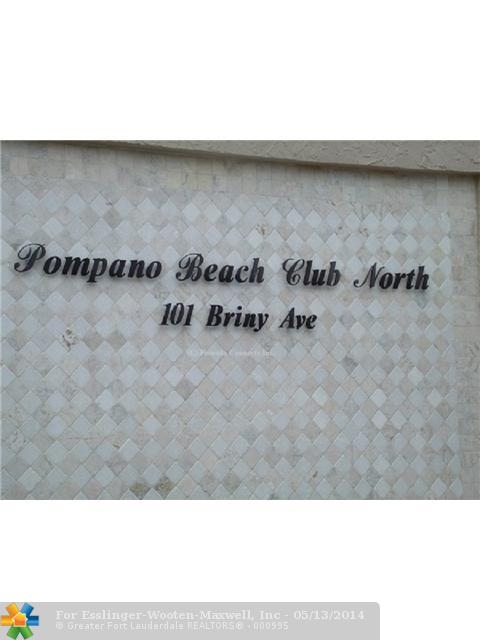 Pompano Beach Club North
101 Briny Ave
For Esslinger-Wooten-Maxwell, Inc - 05/13/2014
© Greater Fort Lauderdale REALTORS® - 000995